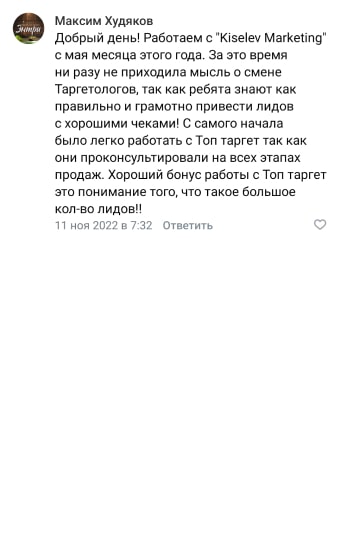 Максим Худяков
Добрый день! Работаем с "Kiselev Marketing"
с мая месяца этого года. За это время
ни разу не приходила мысль о смене
Таргетологов, так как ребята знают как
правильно и грамотно привести лидов
с хорошими чеками! С самого начала
было легко работать с Топ таргет так как
они проконсультировали на всех этапах
продаж. Хороший бонус работы с Топ таргет
это понимание того, что такое большое
кол-во лидов!!
11 ноя 2022 в 7:32 Ответить